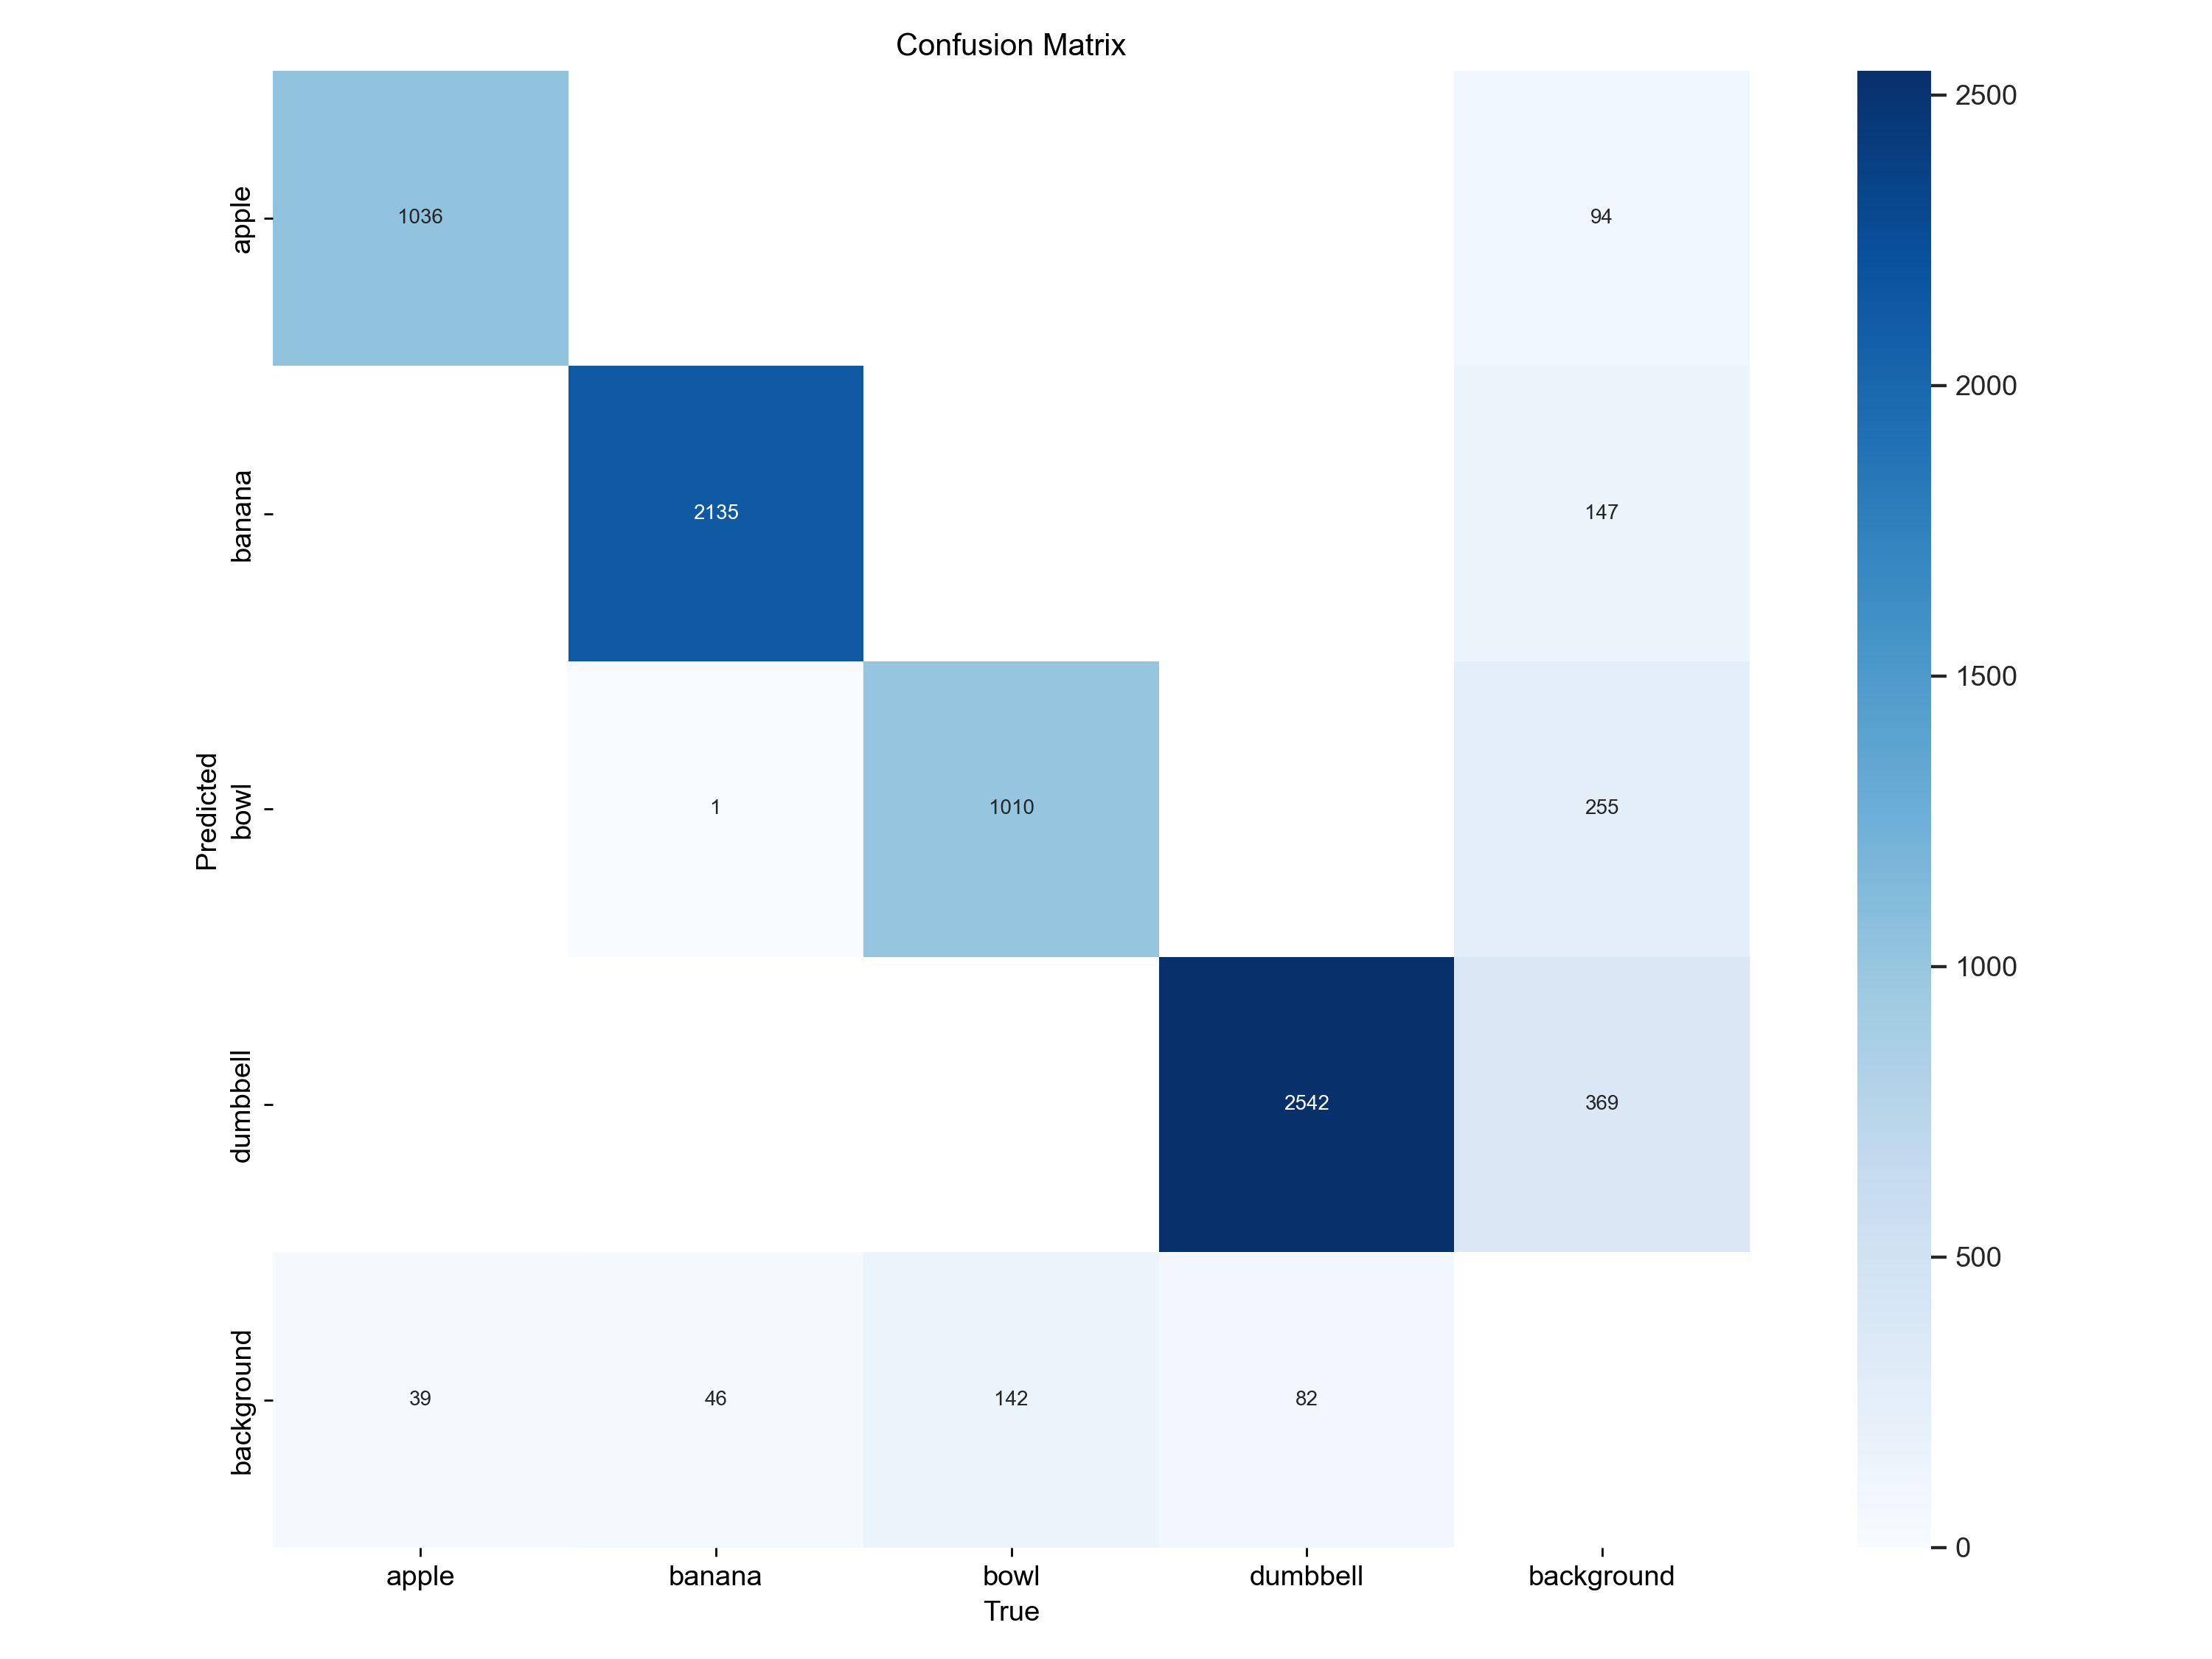 Confusion Matrix
apple
1036
94
2500
2000
banana
2135
147
1500
Predicted
bowl
1
1010
255
1000
dumbbell
2542
369
500
background
39
46
142
82
0
apple
banana
bowl
dumbbell
background
True